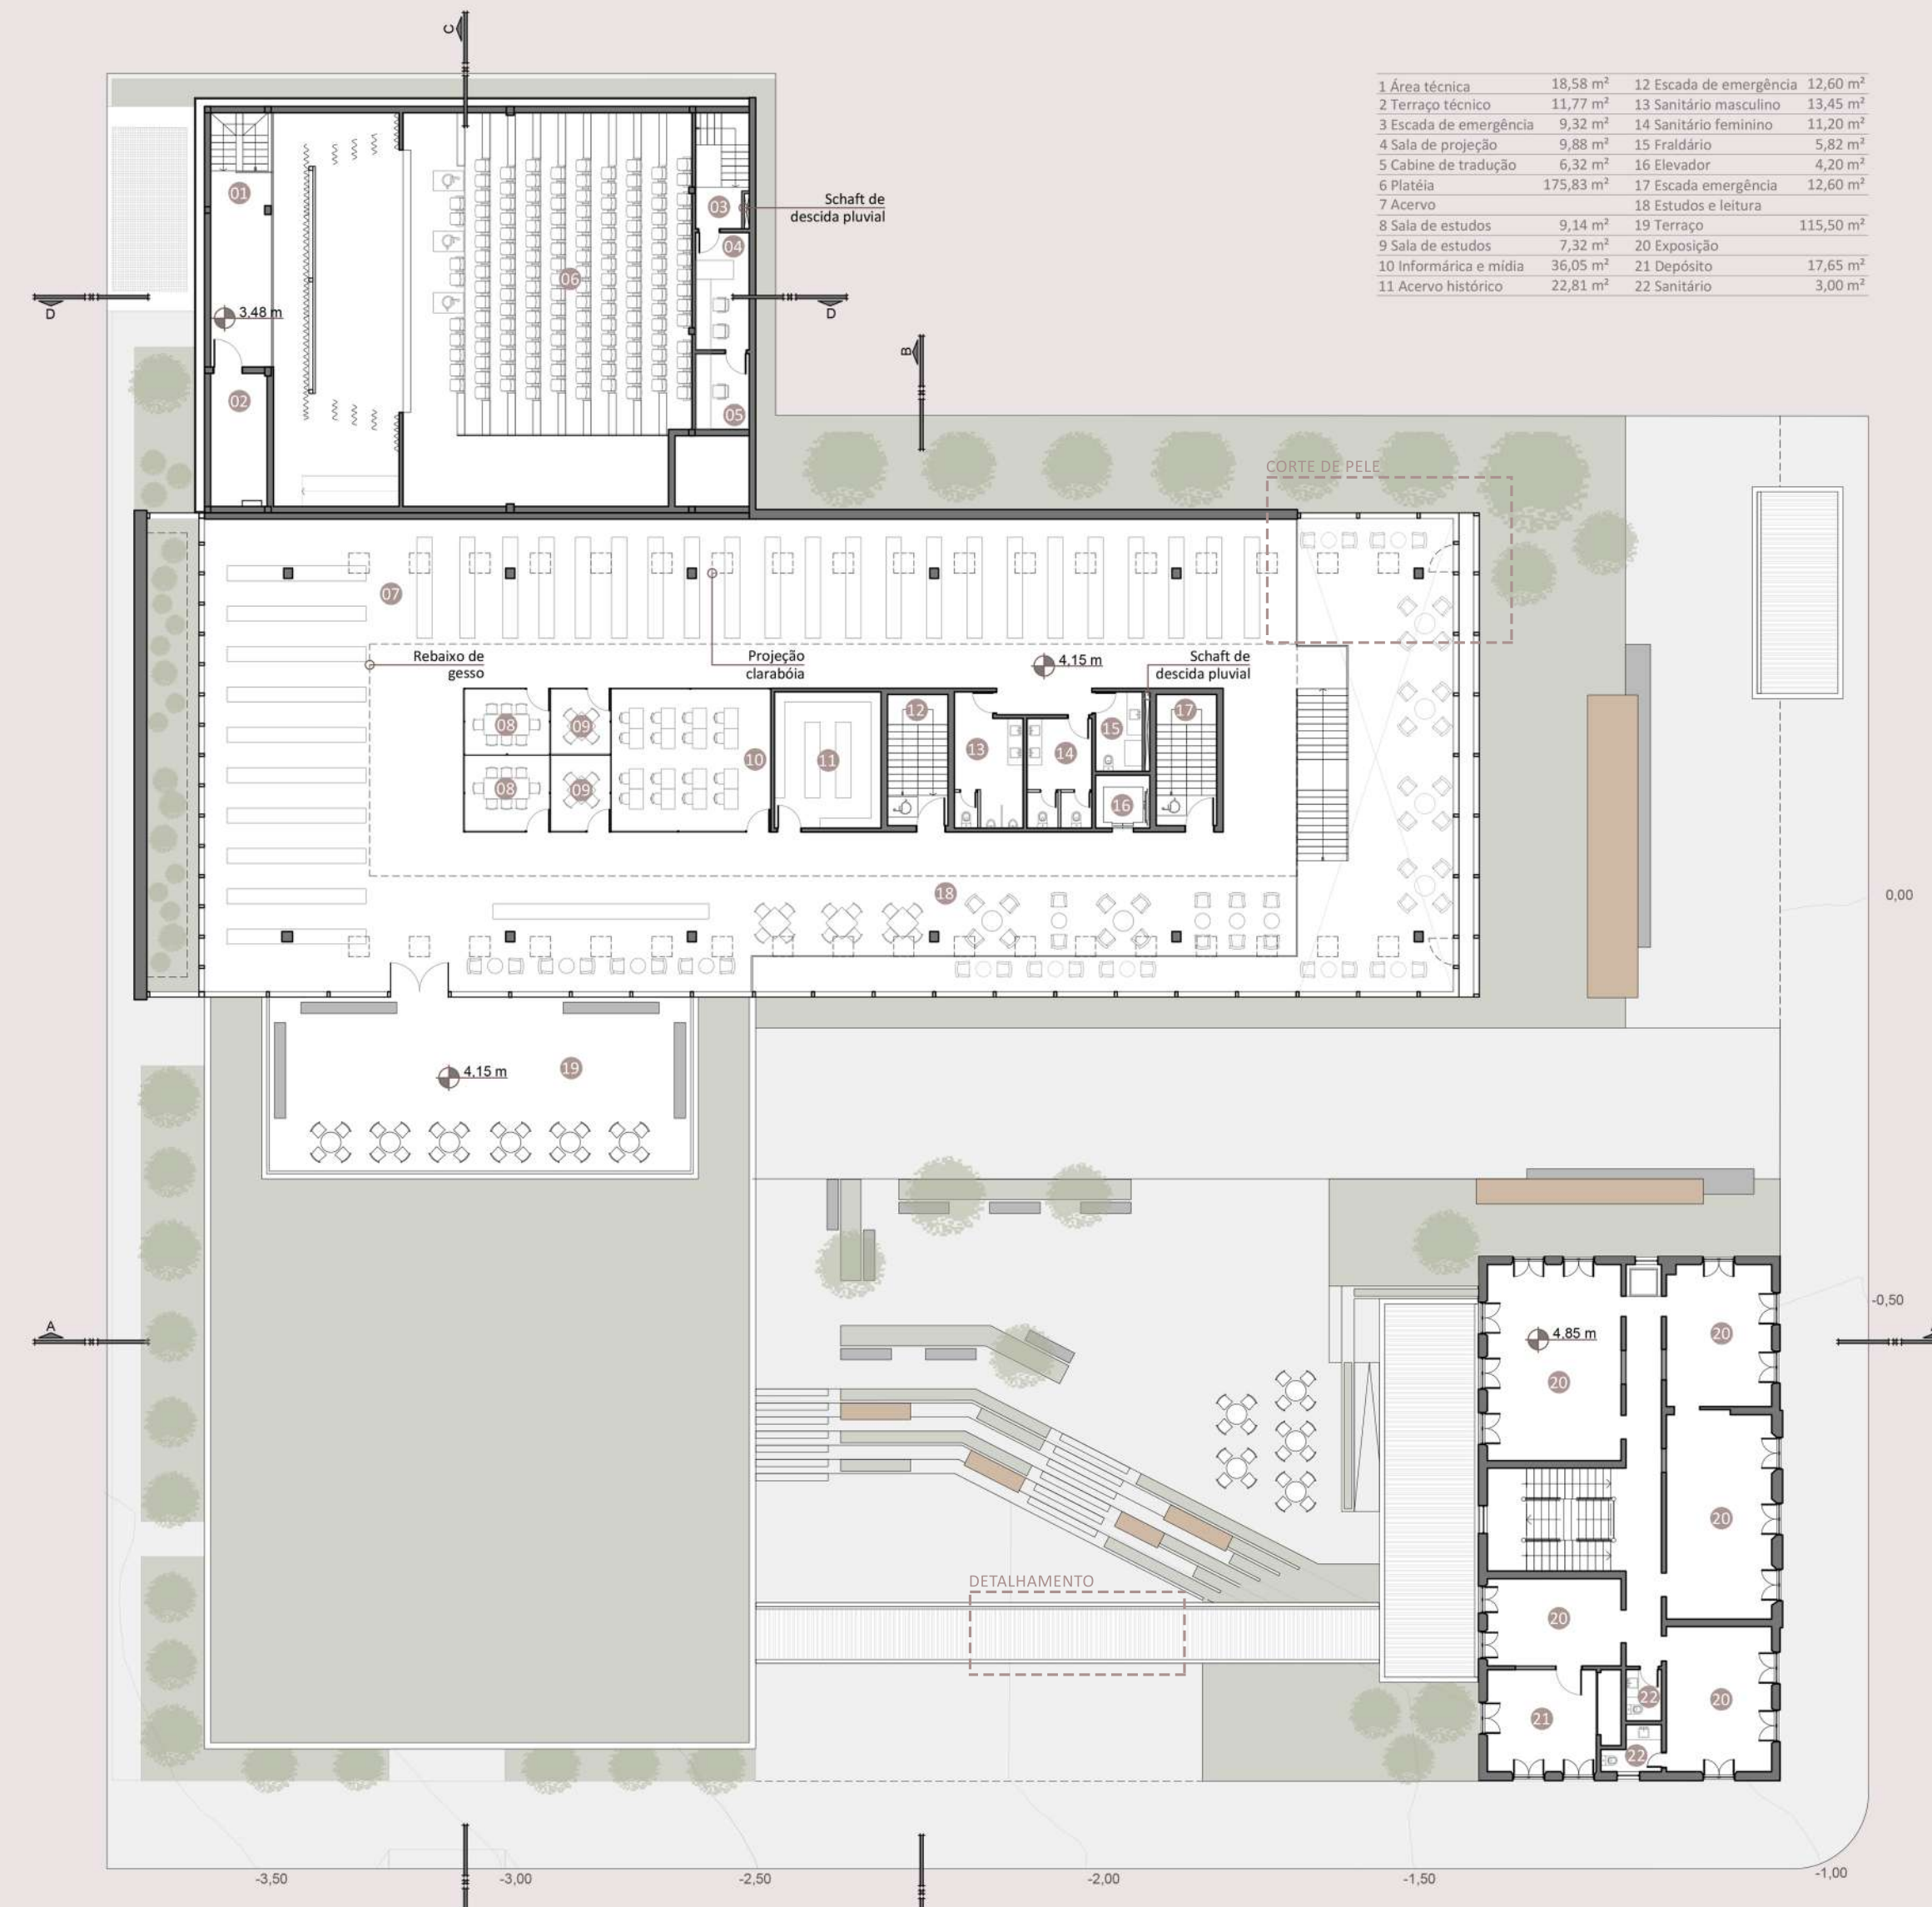 C
1 Área técnica 18,58 m² 12 Escada de emergência 12,60 m²
2 Terraço técnico 11,77 m² 13 Sanitário masculino 13,45 m²
3 Escada de emergência 9,32 m² 14 Sanitário feminino 11,20 m²
4 Sala de projeção 9,88 m² 15 Fraldário 5,82 m²
5 Cabine de tradução 6,32 m² 16 Elevador 4,20 m²
6 Platéia 175,83 m² 17 Escada emergência 12,60 m²
7 Acervo 18 Estudos e leitura
8 Sala de estudos 9,14 m² 19 Terraço 115,50 m²
9 Sala de estudos 7,32 m² 20 Exposição
10 Informárica e mídia 36,05 m² 21 Depósito 17,65 m²
11 Acervo histórico 22,81 m² 22 Sanitário 3,00 m²
01
03
Schaft de
descida pluvial
04
06
D
3,48 m
D
B
02
05
CORTE DE PELE
07
Rebaixo de
gesso
Projeção
clarabóia
4,15 m
Schaft de
descida pluvial
08
09
12
17
13
14
15
10
11
08
09
16
18
0,00
4,15 m
19
-0,50
A
4,85 m
20
20
20
DETALHAMENTO
20
22
20
21
22
-3,50
-3,00
-2,50
-2,00
-1,50
-1,00